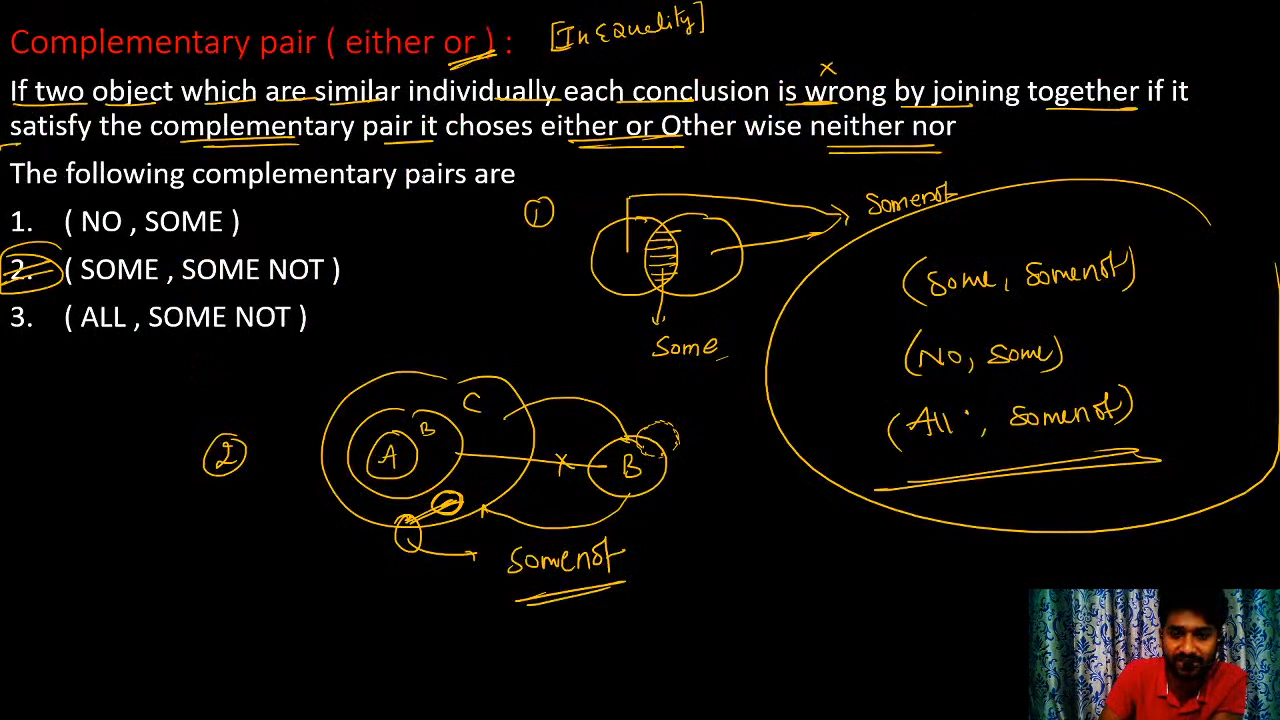 Complementary pair ( either or ) : [InEquality]
x
If two object which are similar individually each conclusion is wrong by joining together if it
satisfy the complementary pair it choses either or Other wise neither nor
The following complementary pairs are
1. ( NO , SOME )
2. ( SOME , SOME NOT )
3. ( ALL , SOME NOT )
1
Somenot
Some
(Some, Somenot)
(No, Some)
(All, Somenot)
2
A
B
C
x
B
Somenot